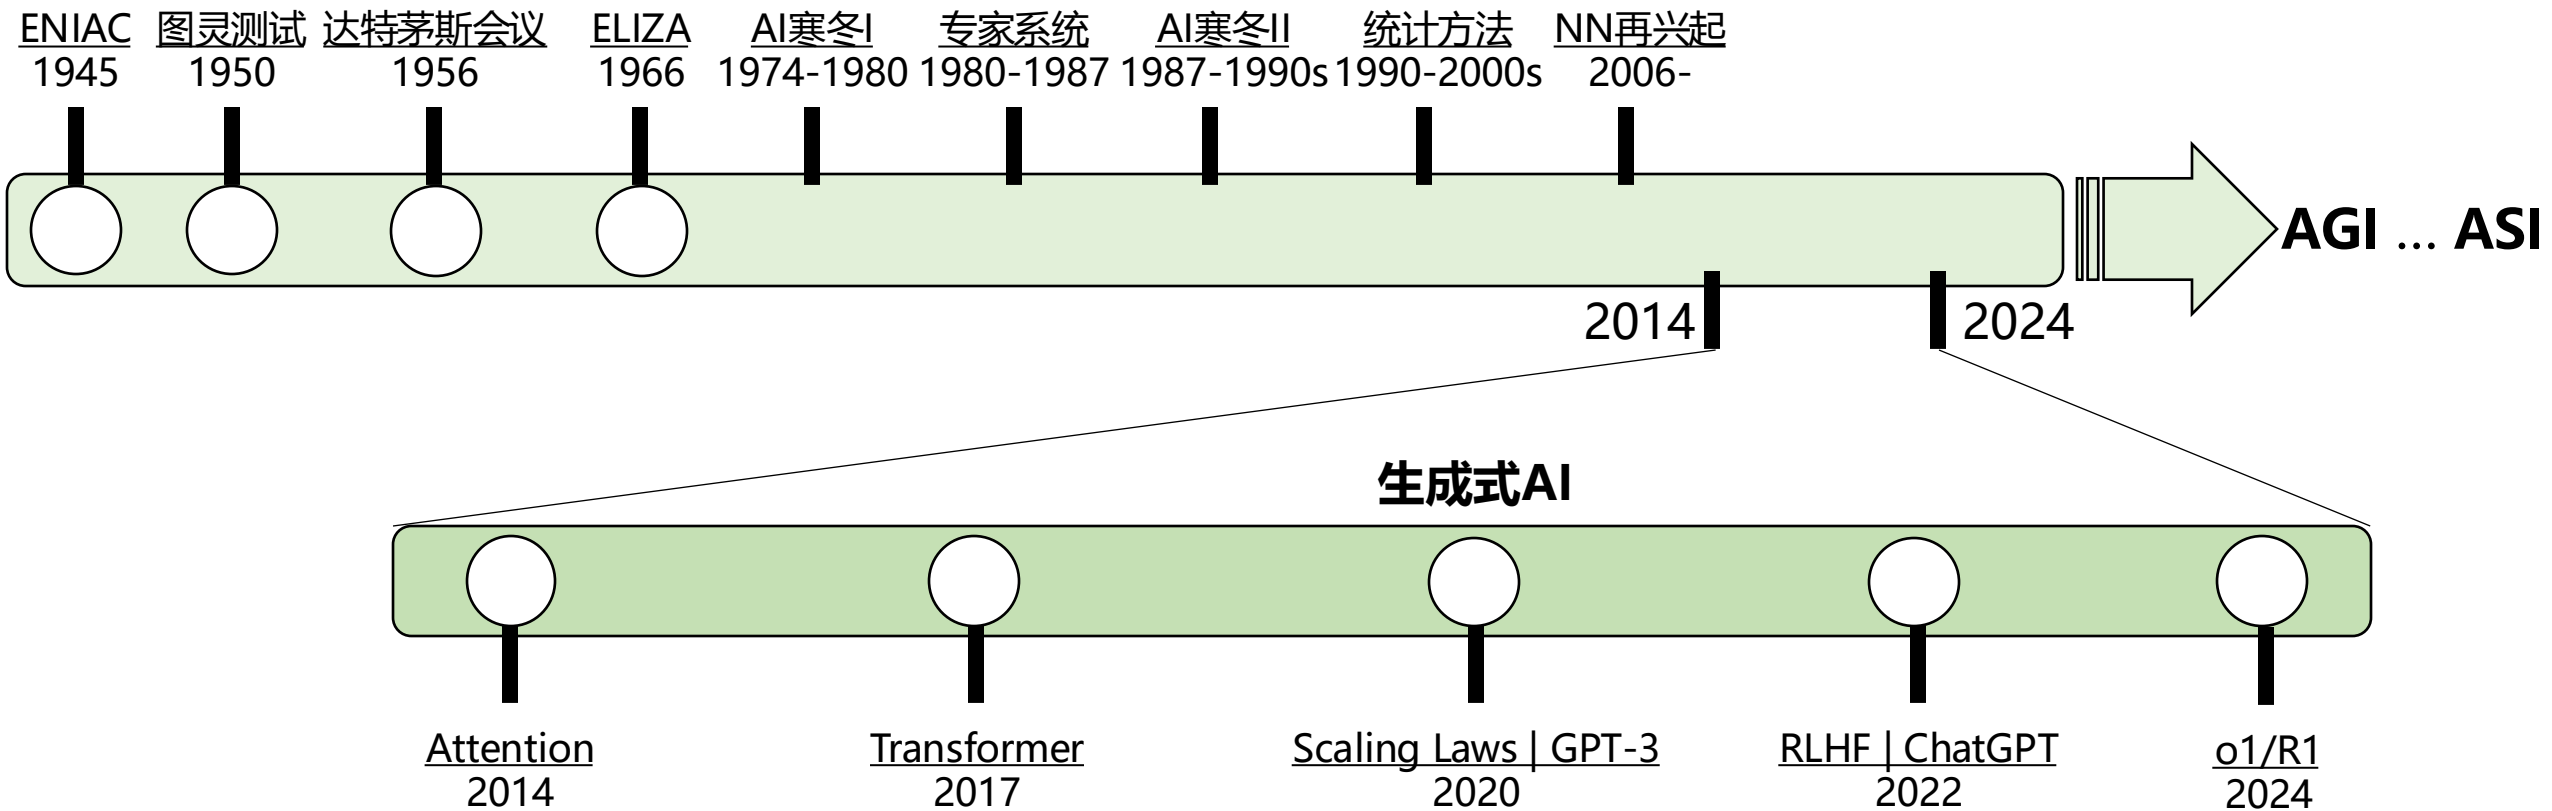 ENIAC
1945
图灵测试
1950
达特茅斯会议
1956
ELIZA
1966
AI寒冬I
1974-1980
专家系统
1980-1987
AI寒冬II
1987-1990s
统计方法
1990-2000s
NN再兴起
2006-
AGI ... ASI
2014
2024
生成式AI
Attention
2014
Transformer
2017
Scaling Laws | GPT-3
2020
RLHF | ChatGPT
2022
o1/R1
2024